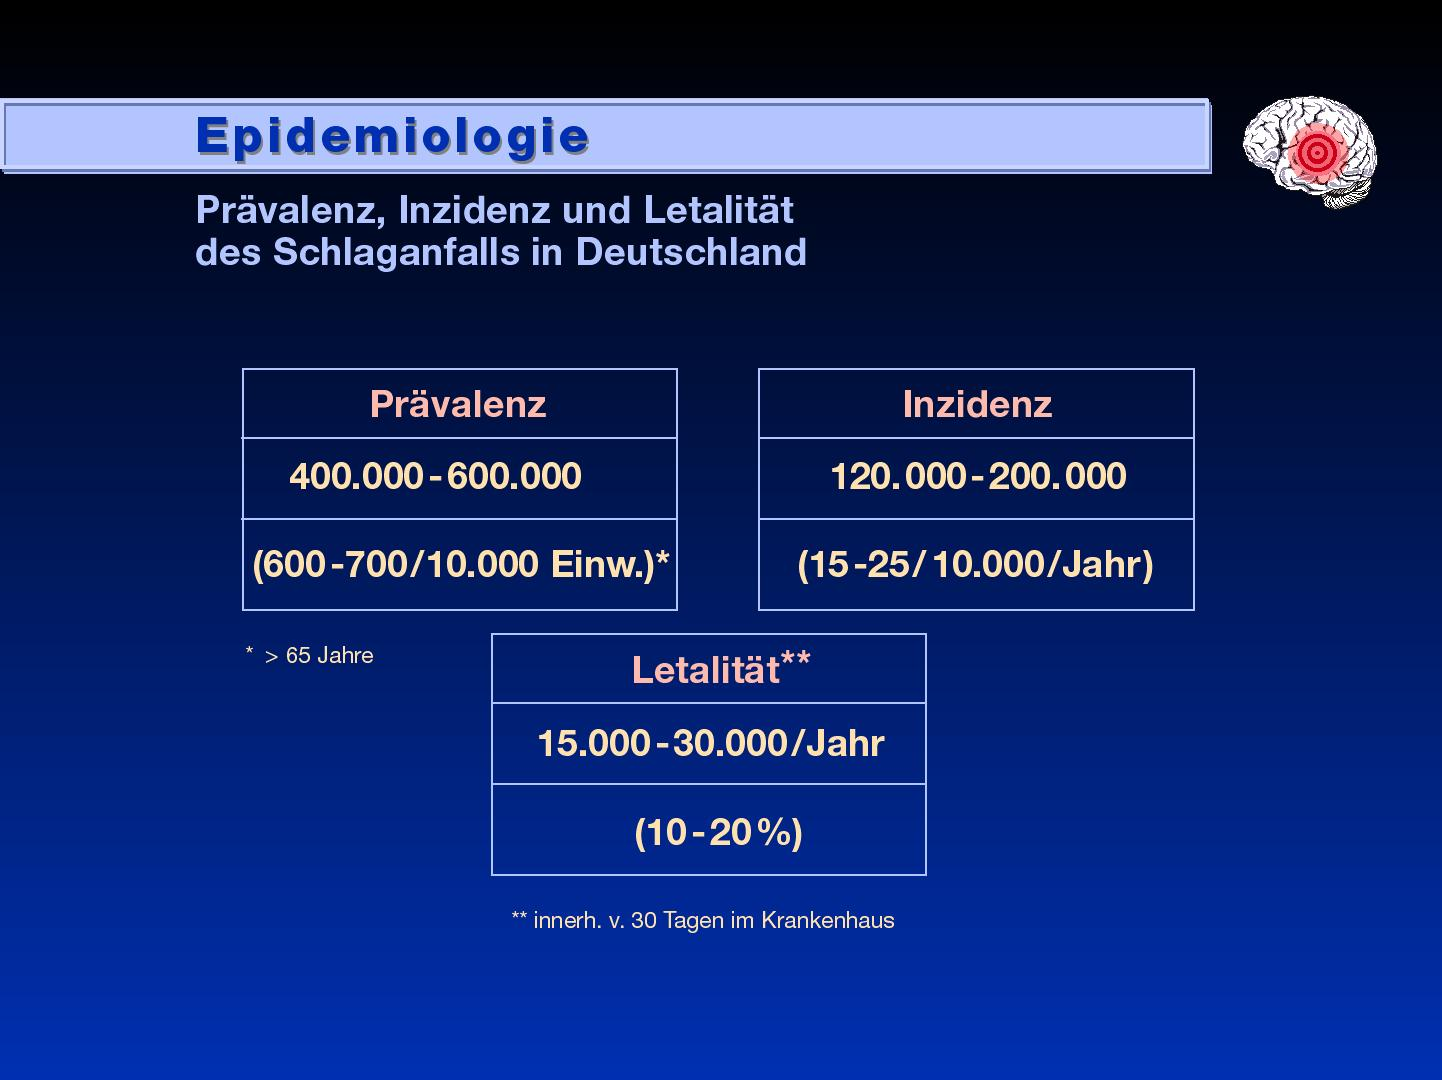 Epidemiologie
Prävalenz, Inzidenz und Letalität
des Schlaganfalls in Deutschland
Prävalenz
400.000-600.000
(600-700/10.000 Einw.)*
* > 65 Jahre
Inzidenz
120.000-200.000
(15-25/10.000/Jahr)
Letalität**
15.000-30.000/Jahr
(10-20%)
** innerh. v. 30 Tagen im Krankenhaus